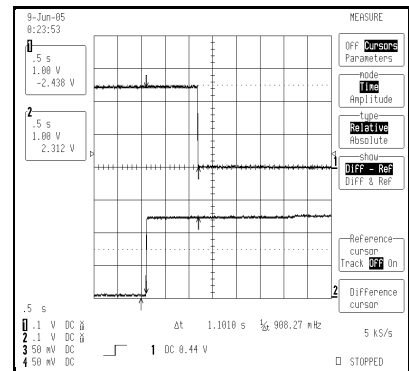 9-Jun-05
8:23:53
1
.5 s
1.00 V
-2.438 V
2
.5 s
1.00 V
2.312 V
1
2
.5 s
1 .1 V DC
2 .1 V DC
3 50 mV DC
4 50 mV DC
Δt 1.1010 s 1/Δt 908.27 mHz
1 DC 0.44 V
MEASURE
Off Cursors
Parameters
mode
Time
Amplitude
type
Relative
Absolute
show
Diff - Ref
Diff & Ref
Reference
cursor
Track Off On
Difference
cursor
5 kS/s
STOPPED